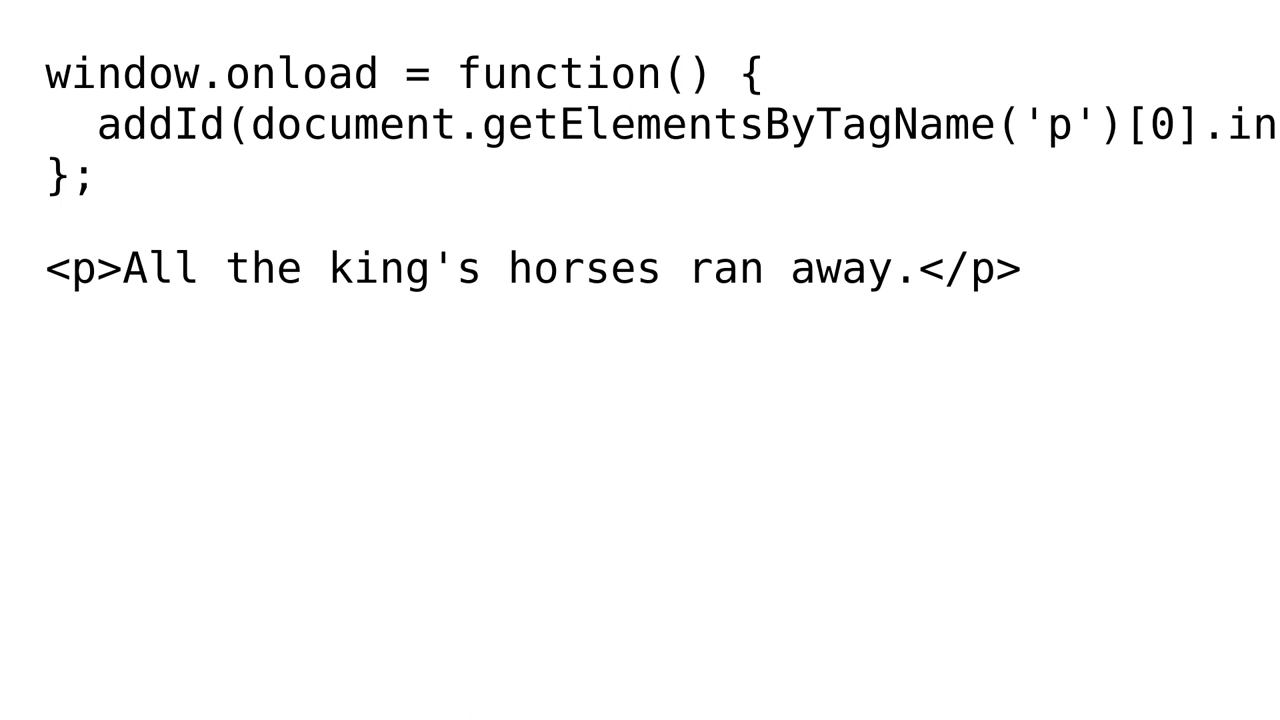 window.onload = function() {
  addId(document.getElementsByTagName('p')[0].in
};
<p>All the king's horses ran away.</p>